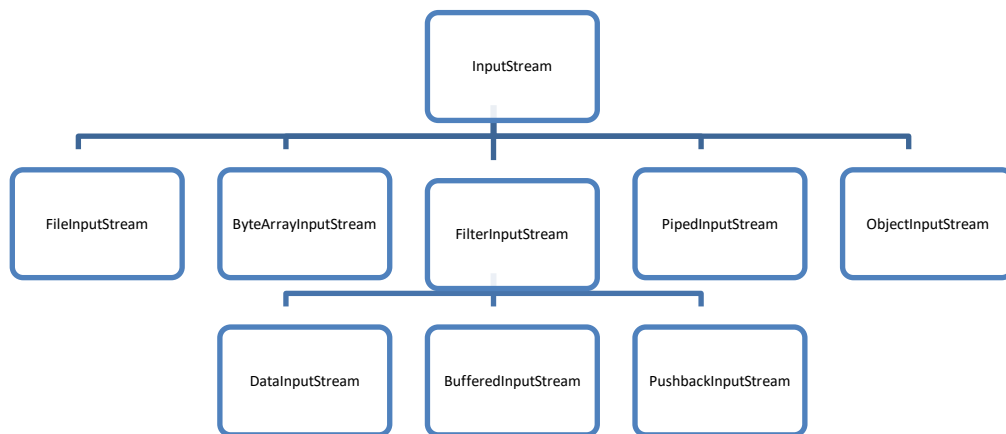 InputStream
FileInputStream
ByteArrayInputStream
FilterInputStream
PipedInputStream
ObjectInputStream
DataInputStream
BufferedInputStream
PushbackInputStream